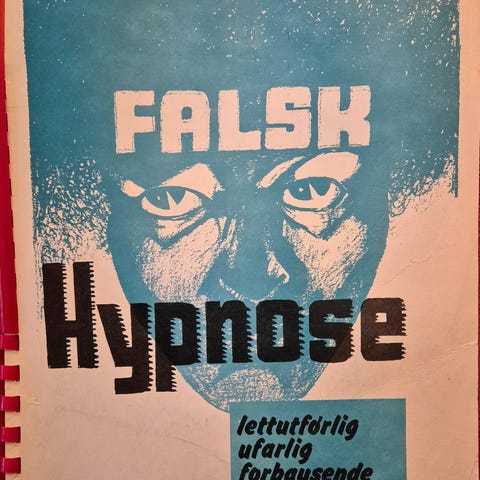 FALSK
Hypnose
lettutførlig
ufarlig
forbausende